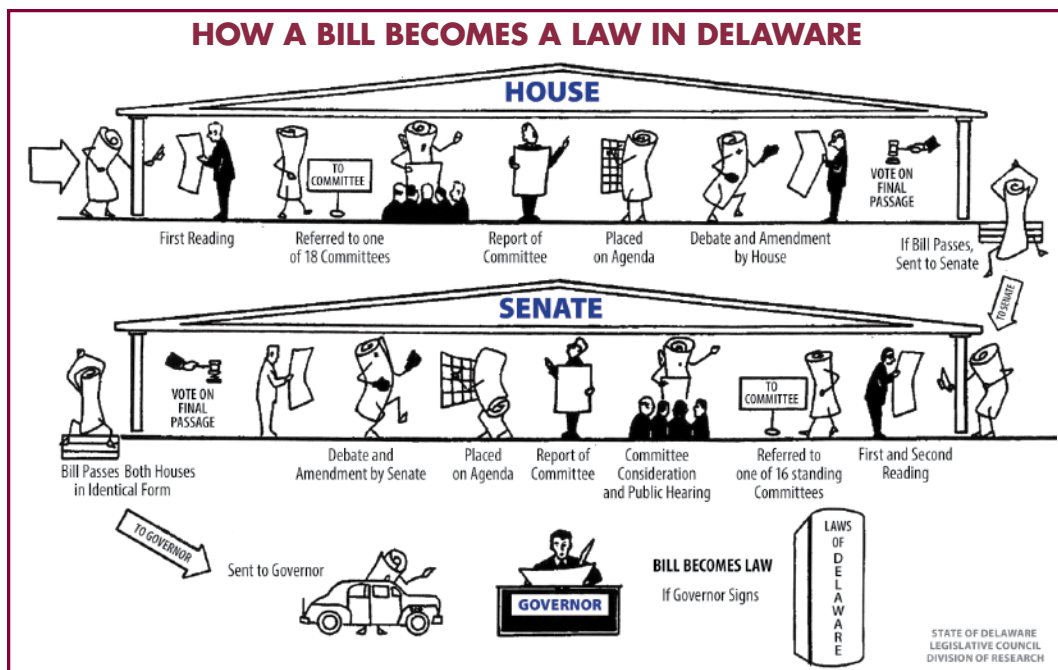 HOW A BILL BECOMES A LAW IN DELAWARE
HOUSE
TO
COMMITTEE
VOTE ON
FINAL
PASSAGE
First Reading
Referred to one
of 18 Committees
Report of
Committee
Placed
on Agenda
Debate and Amendment
by House
If Bill Passes,
Sent to Senate
TO SENATE
SENATE
VOTE ON
FINAL
PASSAGE
TO
COMMITTEE
Bill Passes Both Houses
in Identical Form
Debate and
Amendment by Senate
Placed
on Agenda
Report of
Committee
Committee
Consideration
and Public Hearing
Referred to
one of 16 standing
Committees
First and Second
Reading
TO GOVERNOR
Sent to Governor
GOVERNOR
BILL BECOMES LAW
If Governor Signs
LAWS
OF
DELAWARE
STATE OF DELAWARE
LEGISLATIVE COUNCIL
DIVISION OF RESEARCH